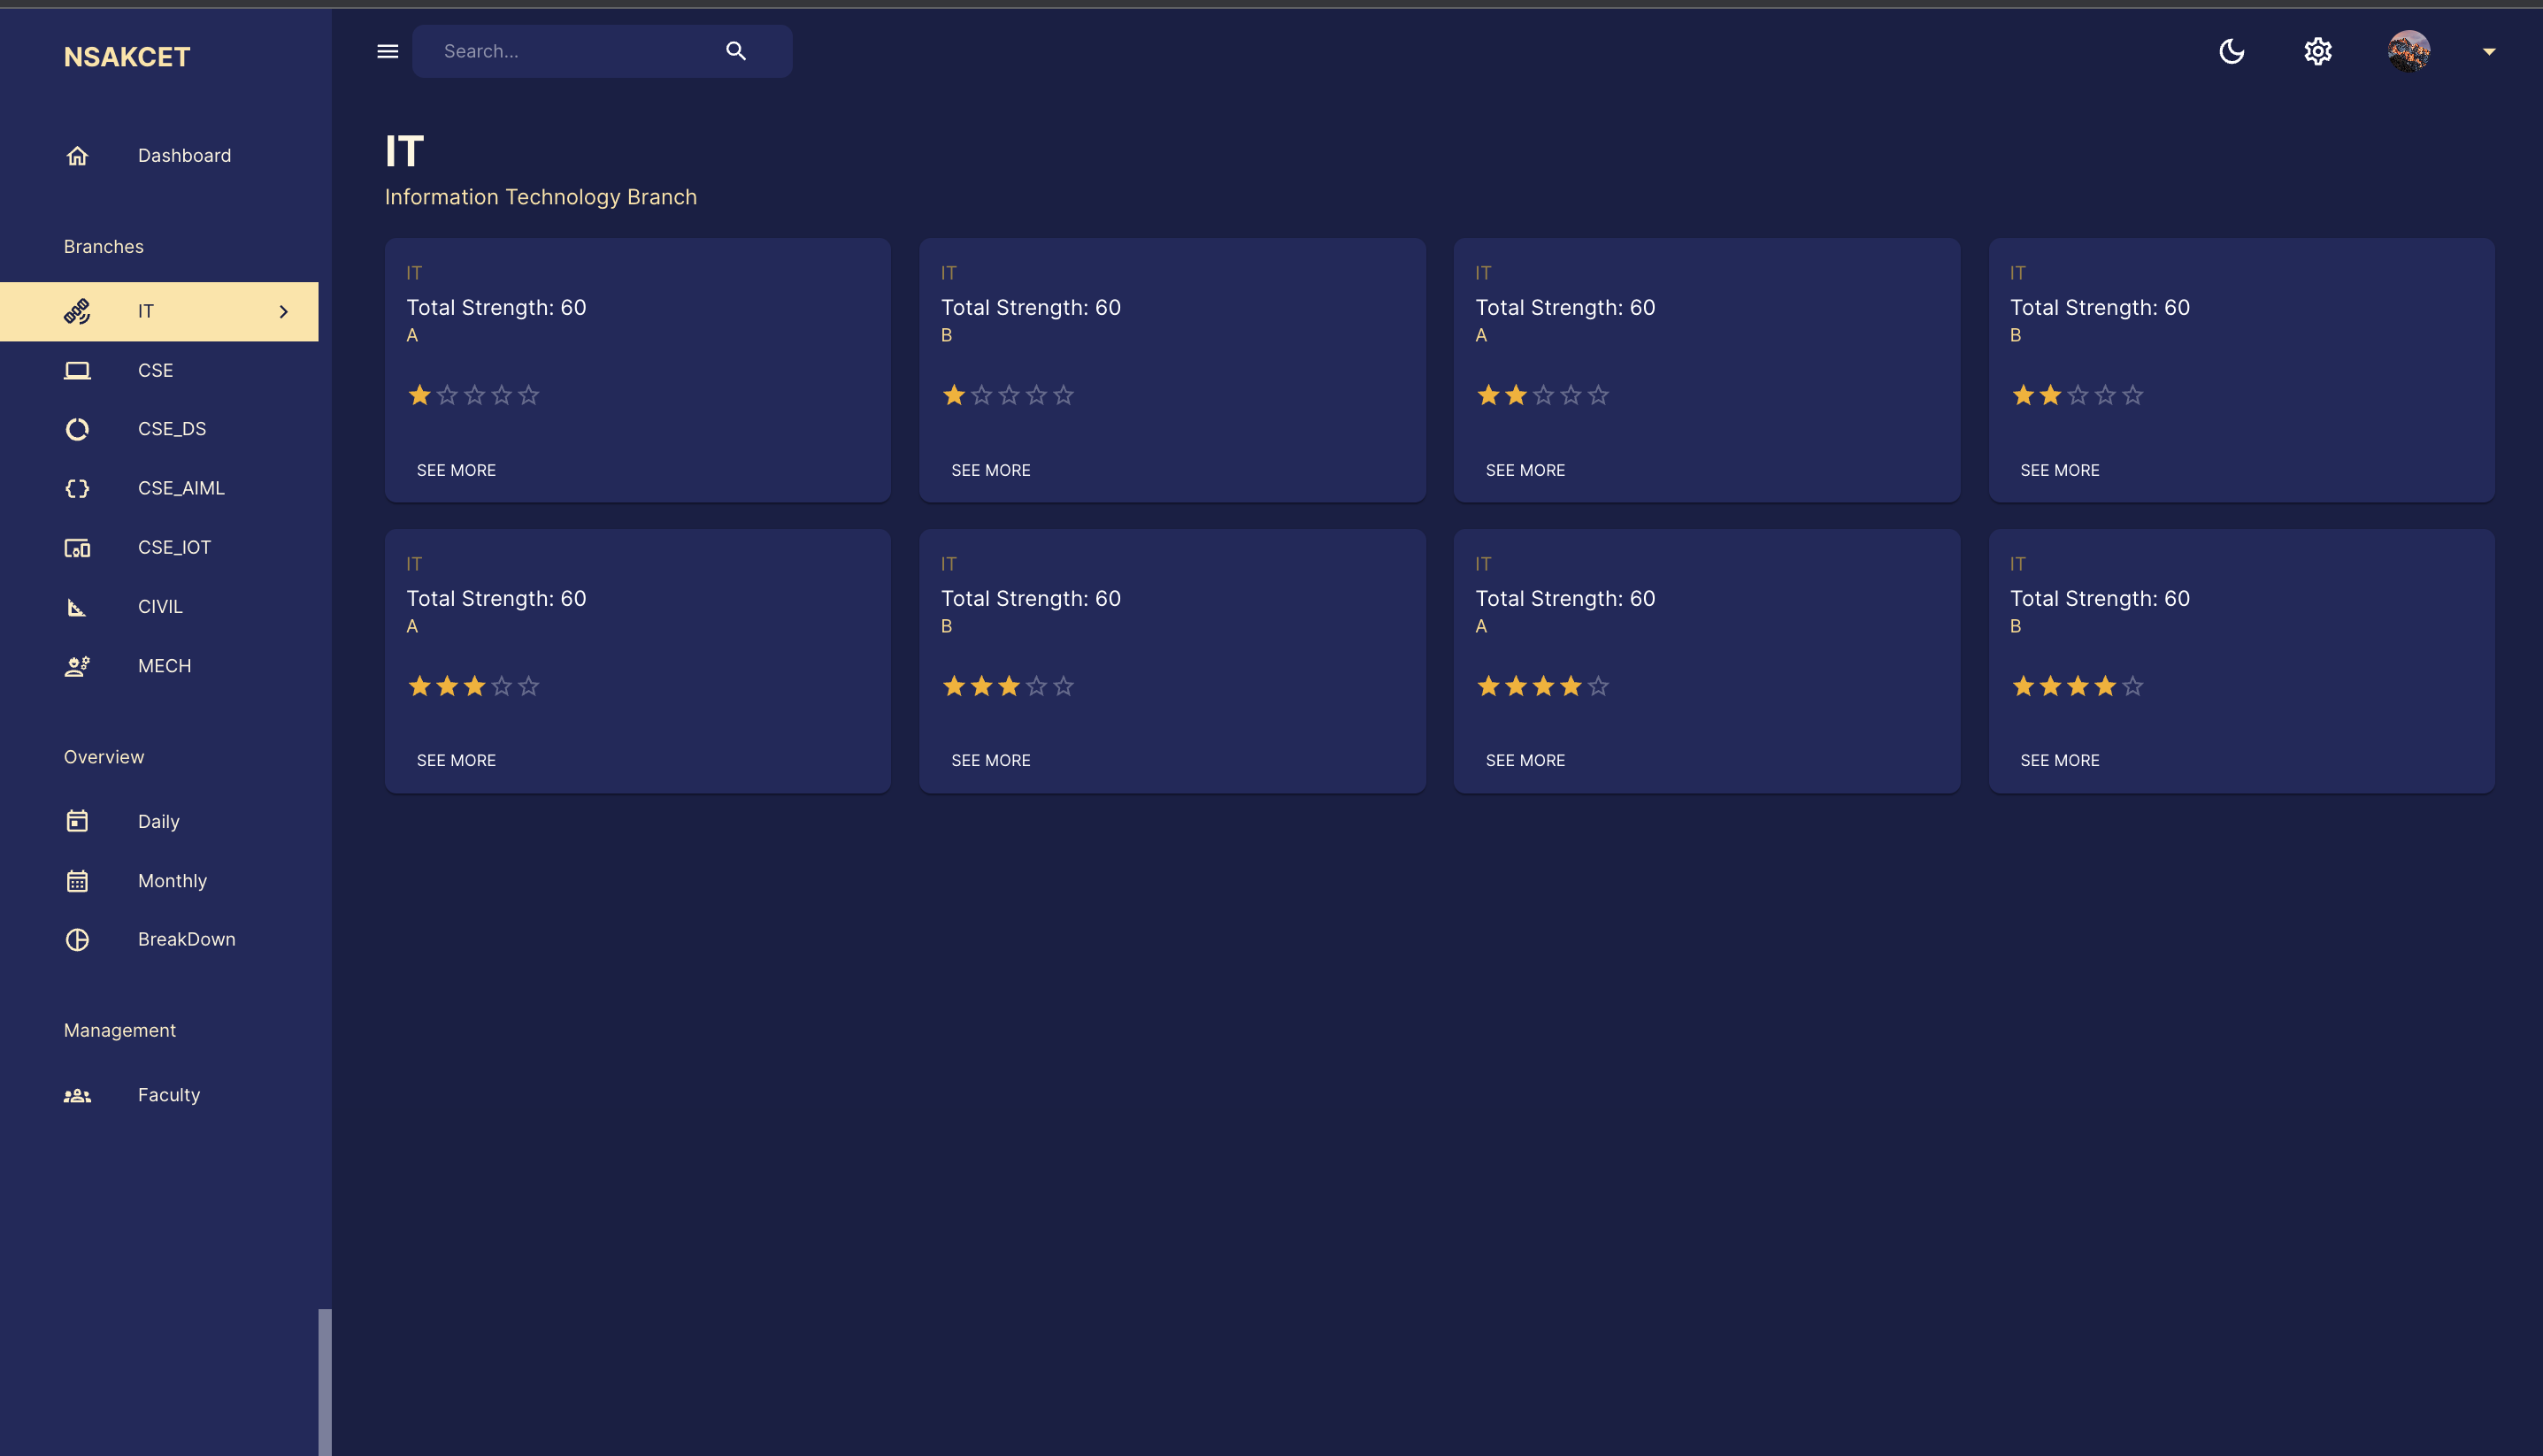 NSAKCET
Search...
Dashboard
Branches
IT
CSE
CSE_DS
CSE_AIML
CSE_IOT
CIVIL
MECH
Overview
Daily
Monthly
BreakDown
Management
Faculty
IT
Information Technology Branch
IT
Total Strength: 60
A
SEE MORE
IT
Total Strength: 60
B
SEE MORE
IT
Total Strength: 60
A
SEE MORE
IT
Total Strength: 60
B
SEE MORE
IT
Total Strength: 60
A
SEE MORE
IT
Total Strength: 60
B
SEE MORE
IT
Total Strength: 60
A
SEE MORE
IT
Total Strength: 60
B
SEE MORE